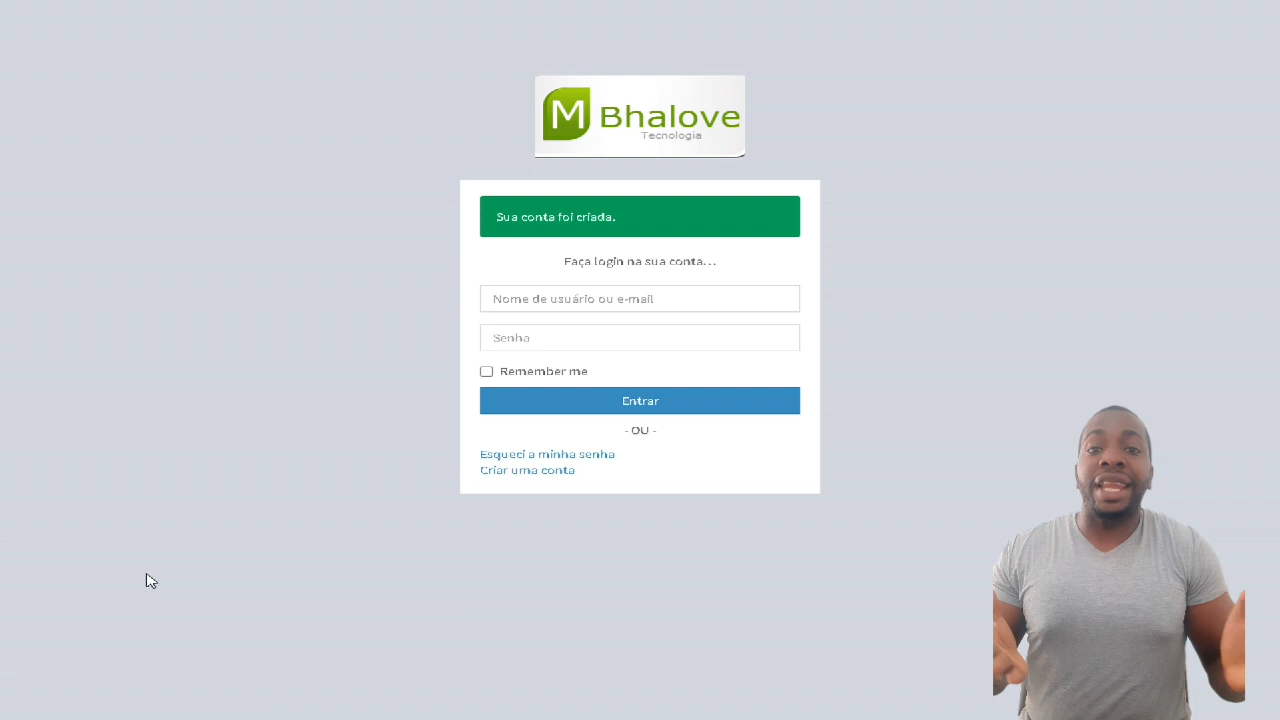 M Bhalove
Tecnologia
Sua conta foi criada.
Faça login na sua conta...
Nome de usuário ou e-mail
Senha
Remember me
Entrar
- OU -
Esqueci a minha senha
Criar uma conta